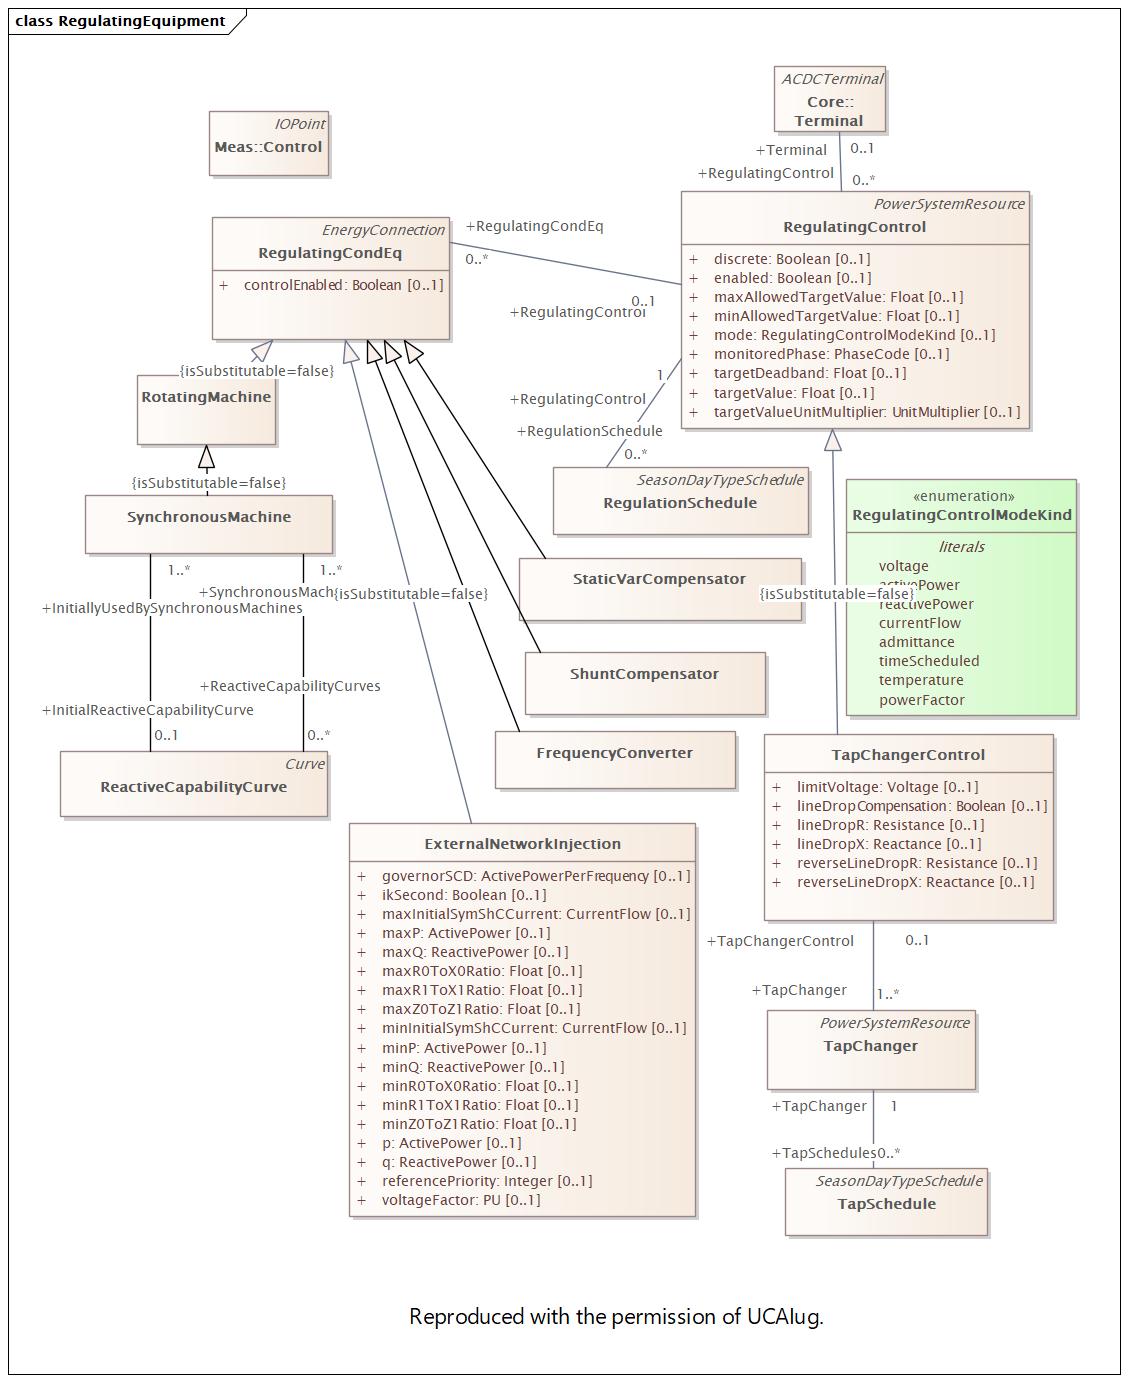 class RegulatingEquipment
ACDCTerminal
Core::
Terminal
IOPoint
Meas::Control
+Terminal 0..1
+RegulatingControl 0..*
EnergyConnection
RegulatingCondEq
+ controlEnabled: Boolean [0..1]
+RegulatingCondEq
0..*
0..1
+RegulatingControl
PowerSystemResource
RegulatingControl
+ discrete: Boolean [0..1]
+ enabled: Boolean [0..1]
+ maxAllowedTargetValue: Float [0..1]
+ minAllowedTargetValue: Float [0..1]
+ mode: RegulatingControlModeKind [0..1]
+ monitoredPhase: PhaseCode [0..1]
+ targetDeadband: Float [0..1]
+ targetValue: Float [0..1]
+ targetValueUnitMultiplier: UnitMultiplier [0..1]
{isSubstitutable=false}
RotatingMachine
1
+RegulatingControl
+RegulationSchedule
0..*
SeasonDayTypeSchedule
RegulationSchedule
{isSubstitutable=false}
SynchronousMachine
«enumeration»
RegulatingControlModeKind
literals
voltage
activePower
reactivePower
currentFlow
admittance
timeScheduled
temperature
powerFactor
1..* 1..*
+SynchronousMach
+InitiallyUsedBySynchronousMachines
{isSubstitutable=false}
{isSubstitutable=false}
StaticVarCompensator
ShuntCompensator
FrequencyConverter
+ReactiveCapabilityCurves
+InitialReactiveCapabilityCurve
0..1 0..*
Curve
ReactiveCapabilityCurve
TapChangerControl
+ limitVoltage: Voltage [0..1]
+ lineDropCompensation: Boolean [0..1]
+ lineDropR: Resistance [0..1]
+ lineDropX: Reactance [0..1]
+ reverseLineDropR: Resistance [0..1]
+ reverseLineDropX: Reactance [0..1]
ExternalNetworkInjection
+ governorSCD: ActivePowerPerFrequency [0..1]
+ ikSecond: Boolean [0..1]
+ maxInitialSymShCCurrent: CurrentFlow [0..1]
+ maxP: ActivePower [0..1]
+ maxQ: ReactivePower [0..1]
+ maxR0ToX0Ratio: Float [0..1]
+ maxR1ToX1Ratio: Float [0..1]
+ maxZ0ToZ1Ratio: Float [0..1]
+ minInitialSymShCCurrent: CurrentFlow [0..1]
+ minP: ActivePower [0..1]
+ minQ: ReactivePower [0..1]
+ minR0ToX0Ratio: Float [0..1]
+ minR1ToX1Ratio: Float [0..1]
+ minZ0ToZ1Ratio: Float [0..1]
+ p: ActivePower [0..1]
+ q: ReactivePower [0..1]
+ referencePriority: Integer [0..1]
+ voltageFactor: PU [0..1]
+TapChangerControl 0..1
+TapChanger 1..*
PowerSystemResource
TapChanger
+TapChanger 1
+TapSchedules 0..*
SeasonDayTypeSchedule
TapSchedule
Reproduced with the permission of UCAIug.